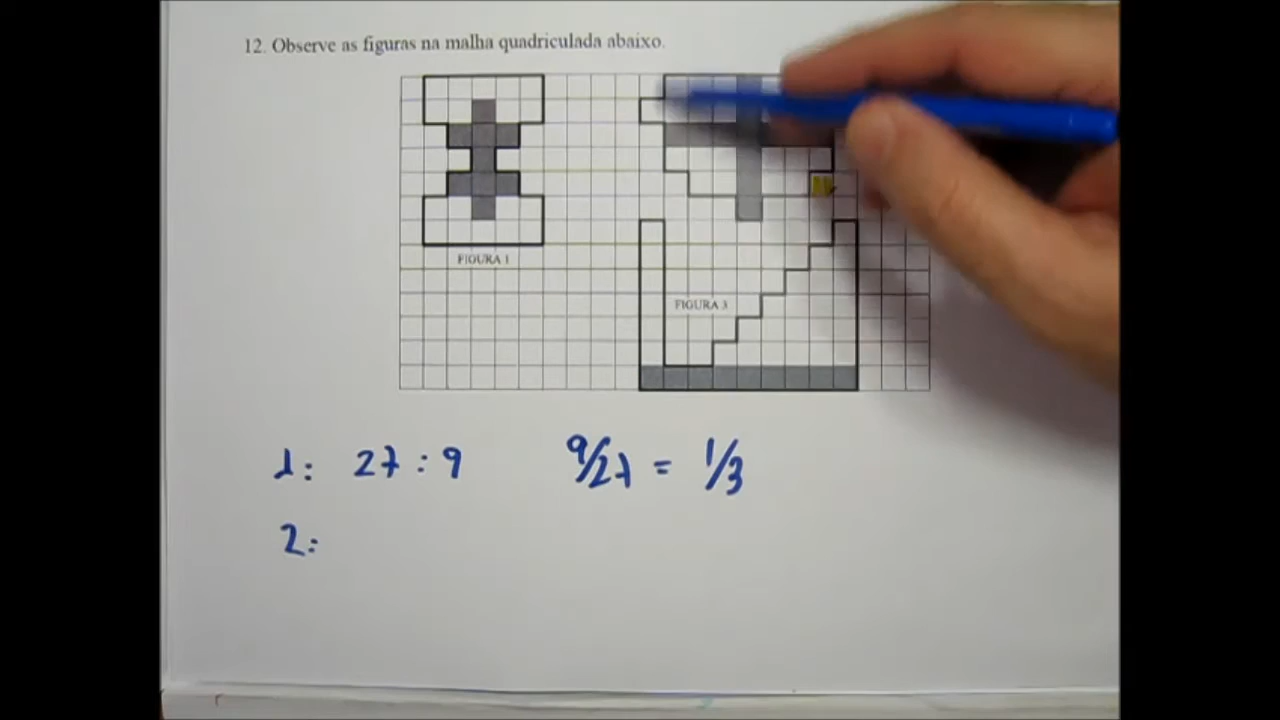 12. Observe as figuras na malha quadriculada abaixo.
FIGURA 1
FIGURA 3
1: 27 : 9 9/27 = 1/3
2: